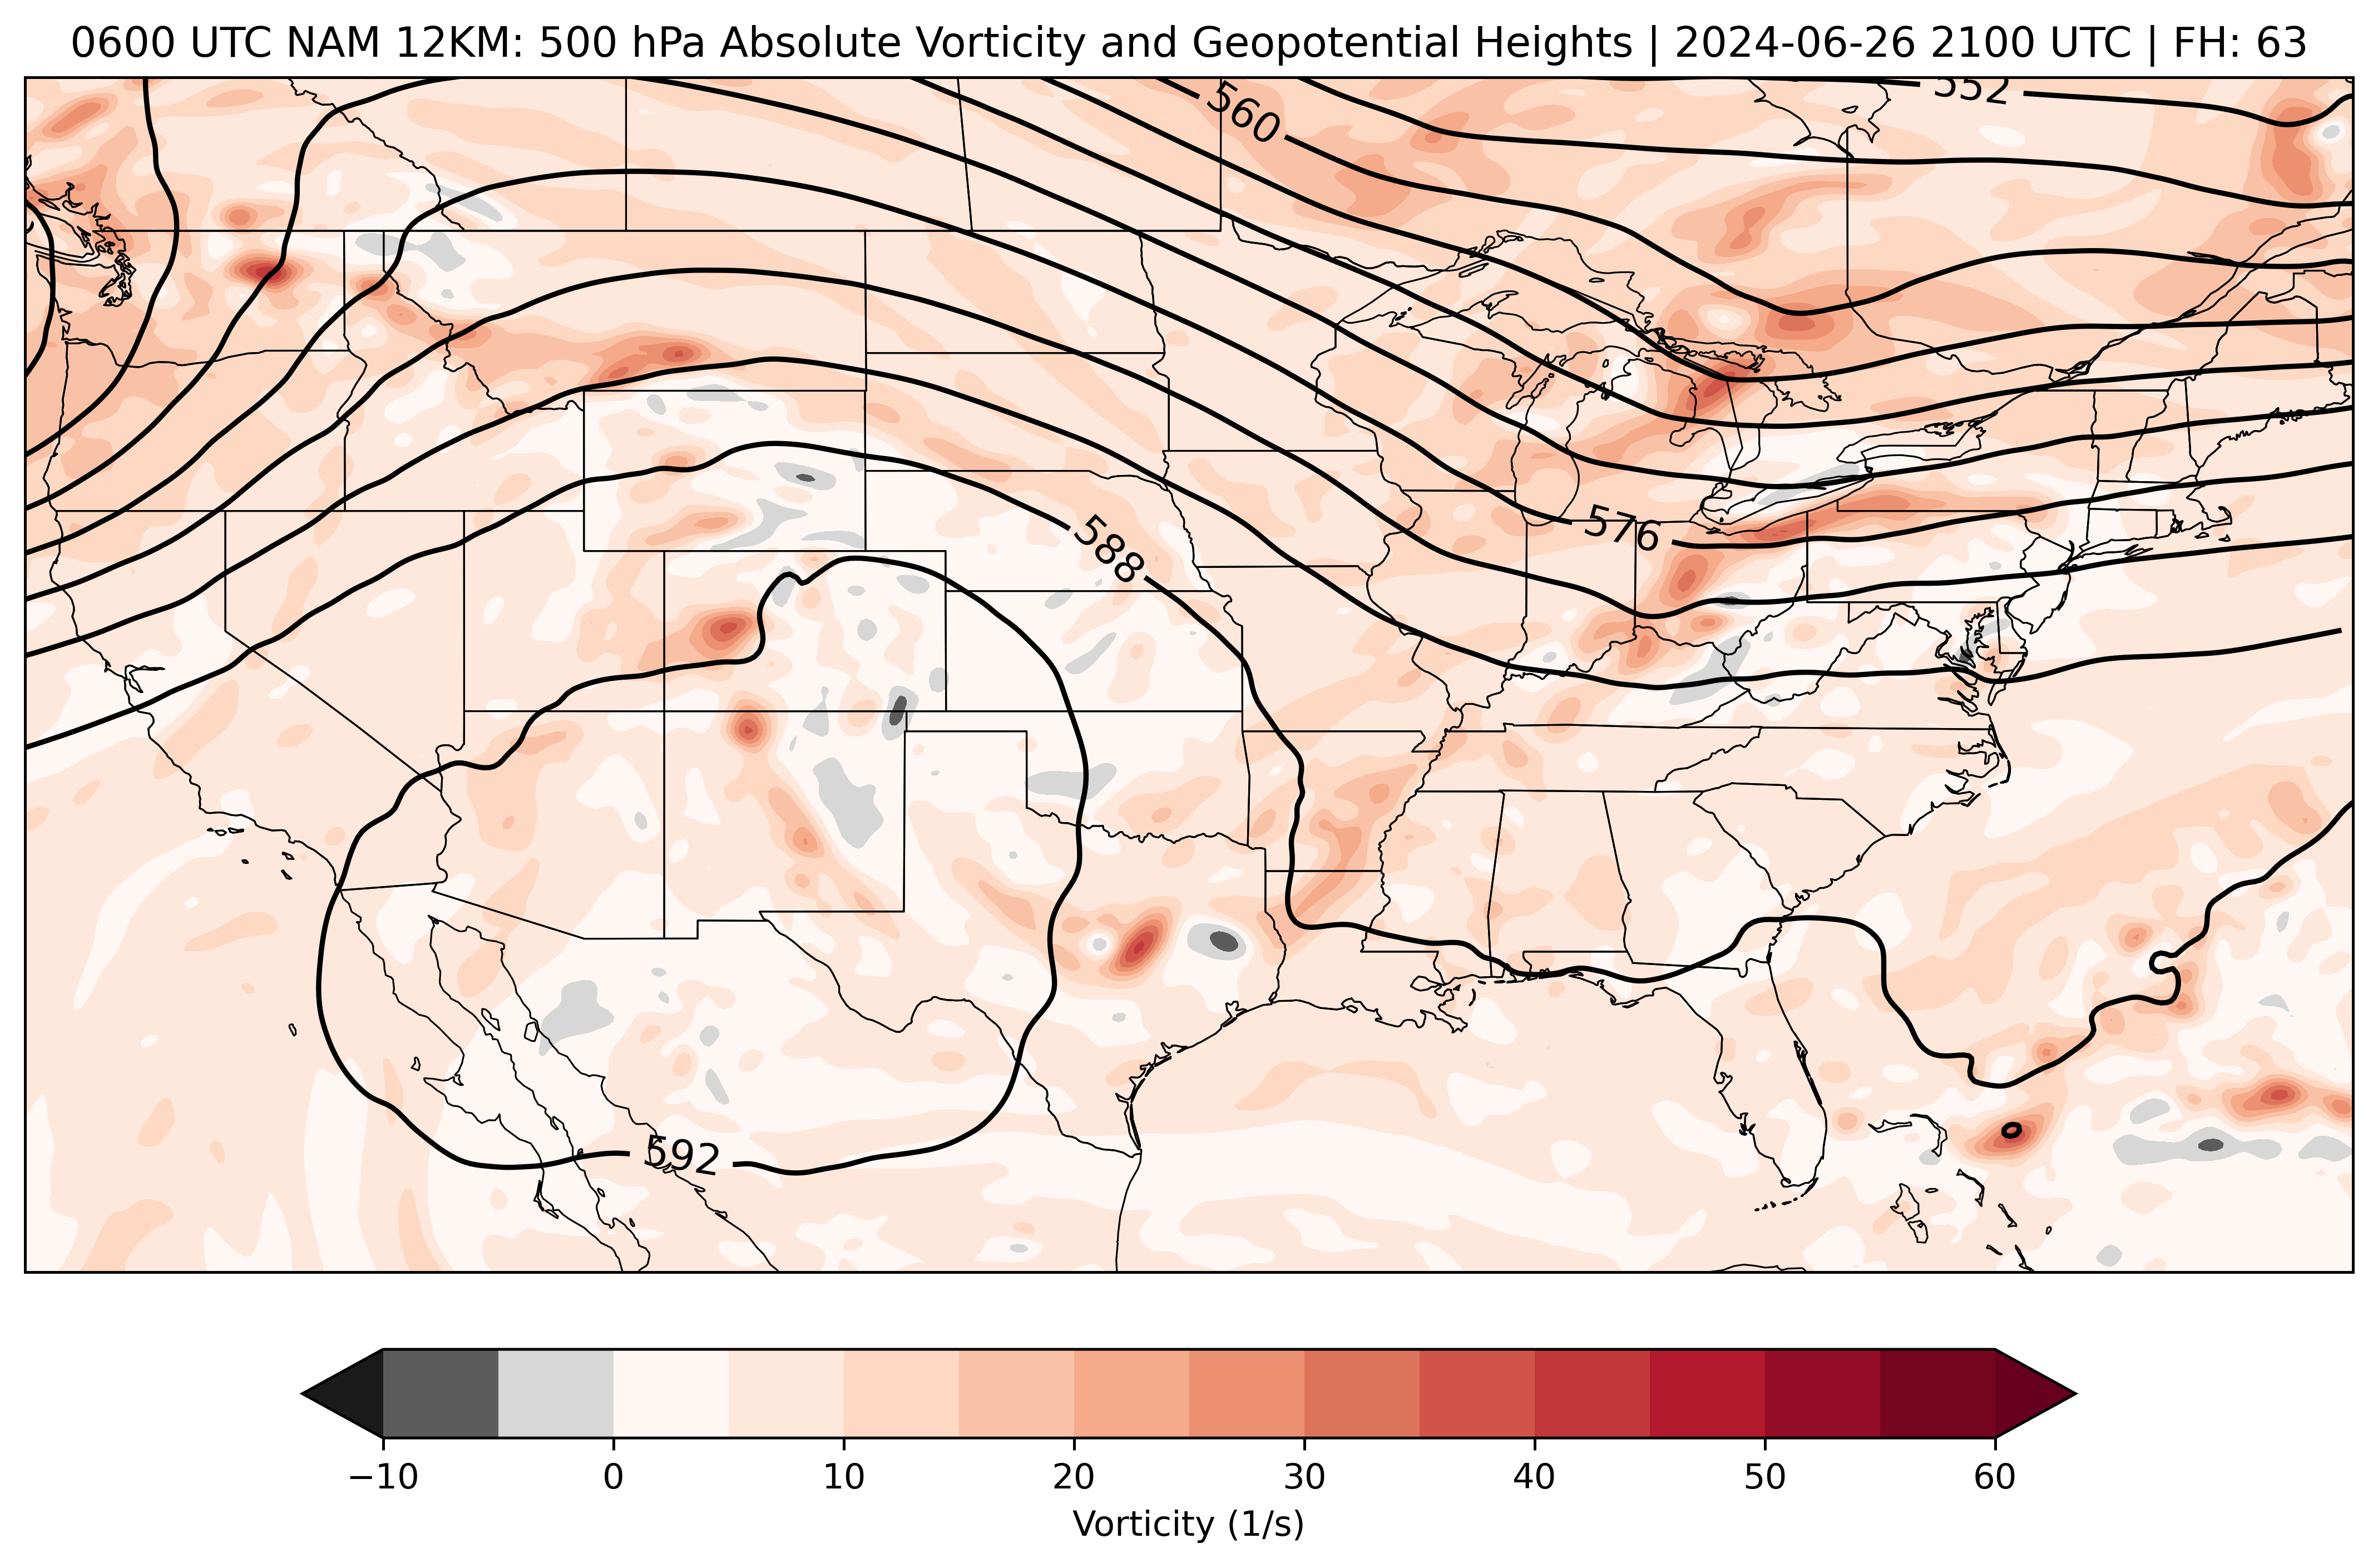 0600 UTC NAM 12KM: 500 hPa Absolute Vorticity and Geopotential Heights | 2024-06-26 2100 UTC | FH: 63
552
560
576
588
592
−10 0 10 20 30 40 50 60
Vorticity (1/s)